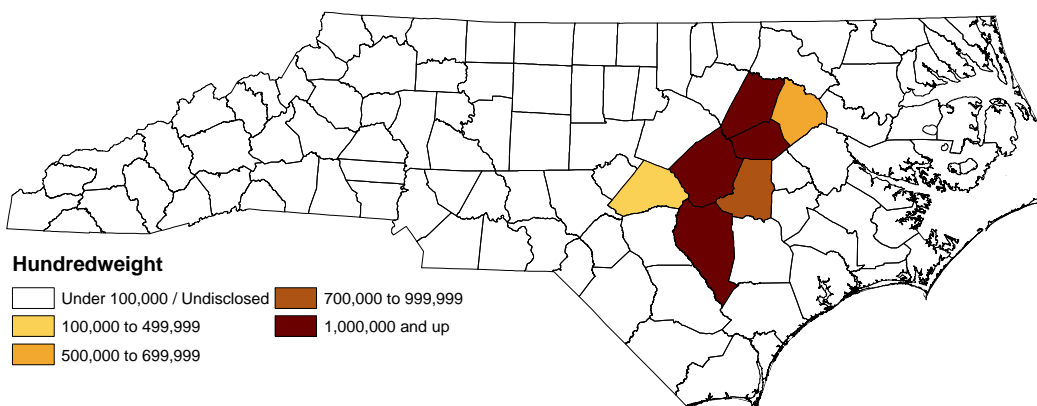 Hundredweight
Under 100,000 / Undisclosed
100,000 to 499,999
500,000 to 699,999
700,000 to 999,999
1,000,000 and up